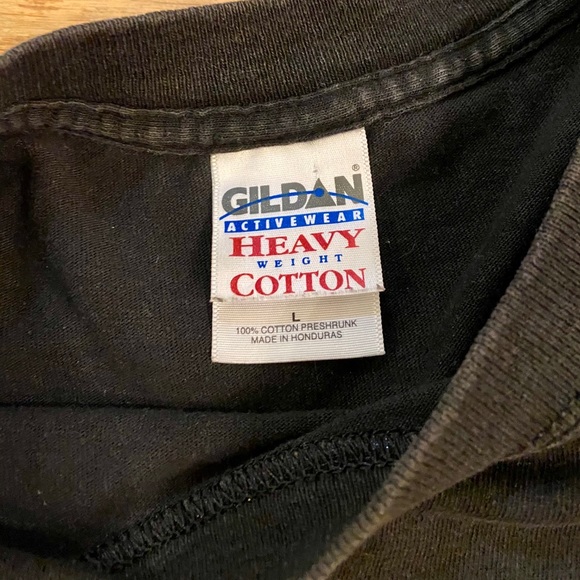 GILDAN®
ACTIVEWEAR
HEAVY
WEIGHT
COTTON
L
100% COTTON PRESHRUNK
MADE IN HONDURAS